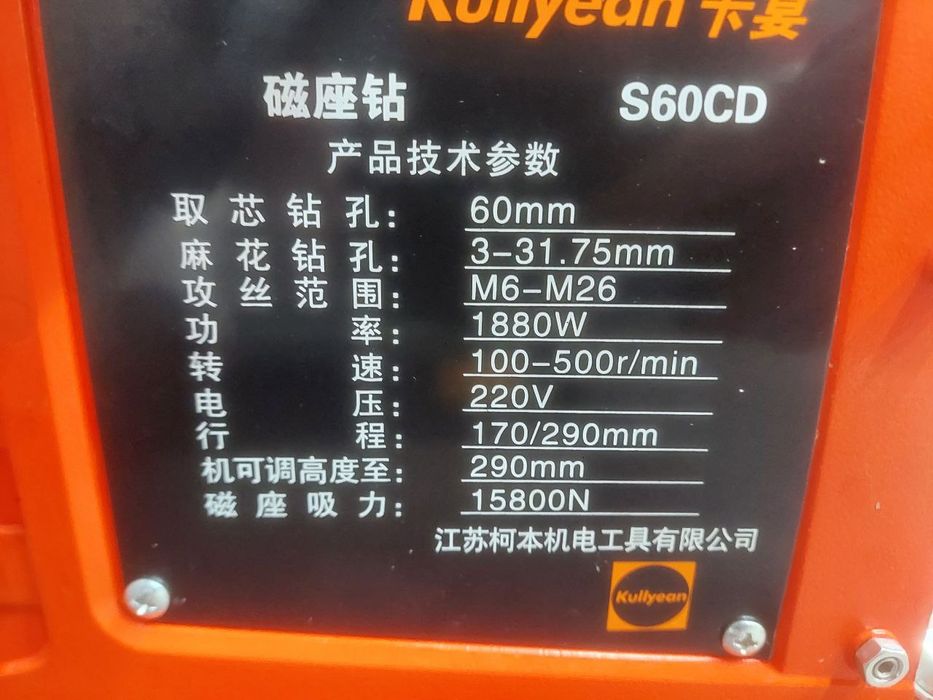 Kullyean 卡宴
磁座钻 S60CD
产品技术参数
取芯钻孔: 60mm
麻花钻孔: 3-31.75mm
攻丝范围: M6-M26
功率: 1880W
转速: 100-500r/min
电压: 220V
行程: 170/290mm
机可调高度至: 290mm
磁座吸力: 15800N
江苏柯本机电工具有限公司
Kullyean